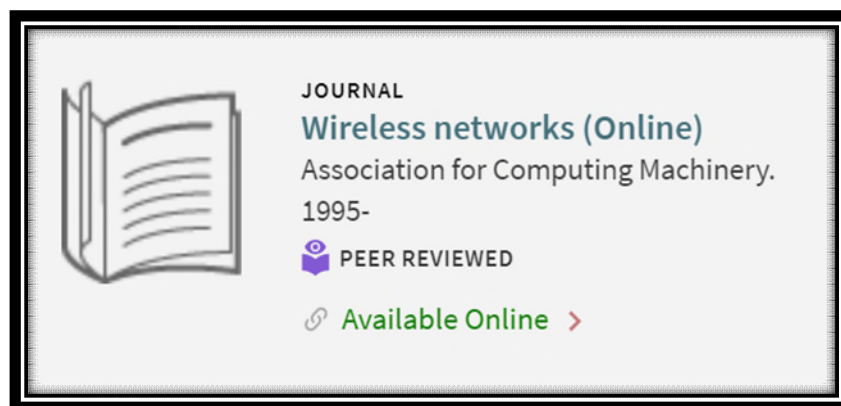 JOURNAL
Wireless networks (Online)
Association for Computing Machinery.
1995-
PEER REVIEWED
Available Online